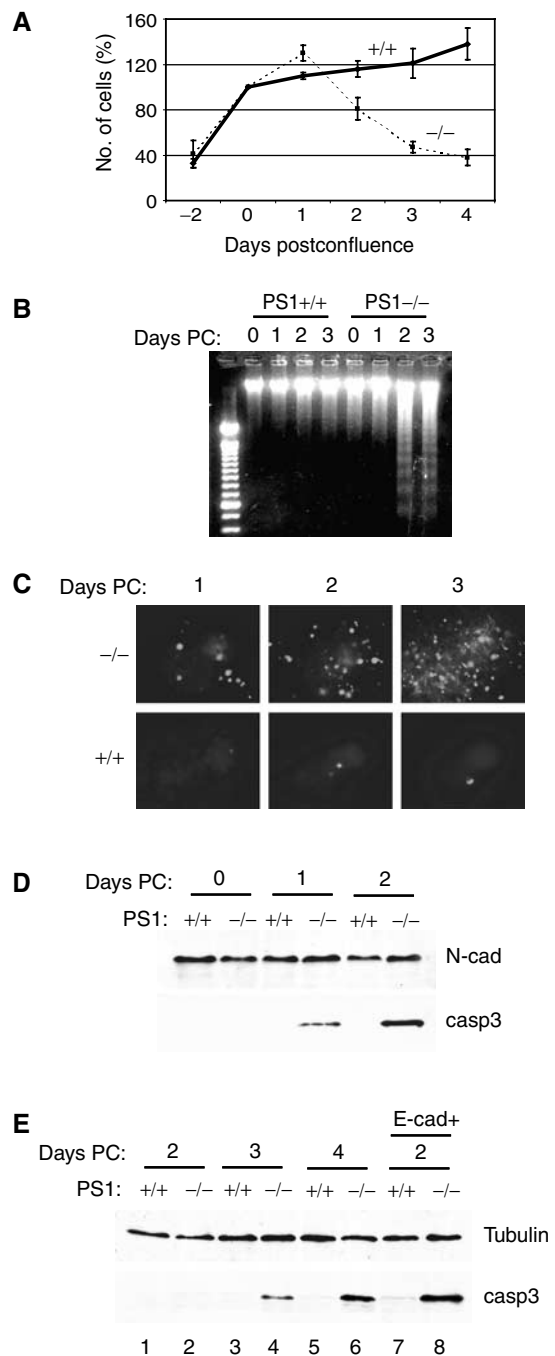 A
160
120
80
40
0
No. of cells (%)
+/+
−/−
−2 0 1 2 3 4
Days postconfluence
B
PS1+/+ PS1−/−
Days PC: 0 1 2 3 0 1 2 3
C
Days PC: 1 2 3
−/−
+/+
D
Days PC: 0 1 2
PS1: +/+ −/− +/+ −/− +/+ −/−
N-cad
casp3
E
E-cad+
Days PC: 2 3 4 2
PS1: +/+ −/− +/+ −/− +/+ −/− +/+ −/−
Tubulin
casp3
1 2 3 4 5 6 7 8